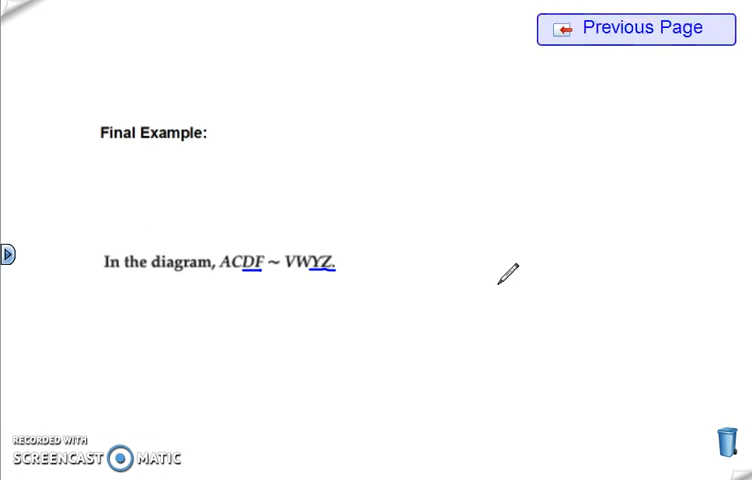 Previous Page
Final Example:
In the diagram, ACDF ~ VWYZ.
RECORDED WITH
SCREENCAST MATIC